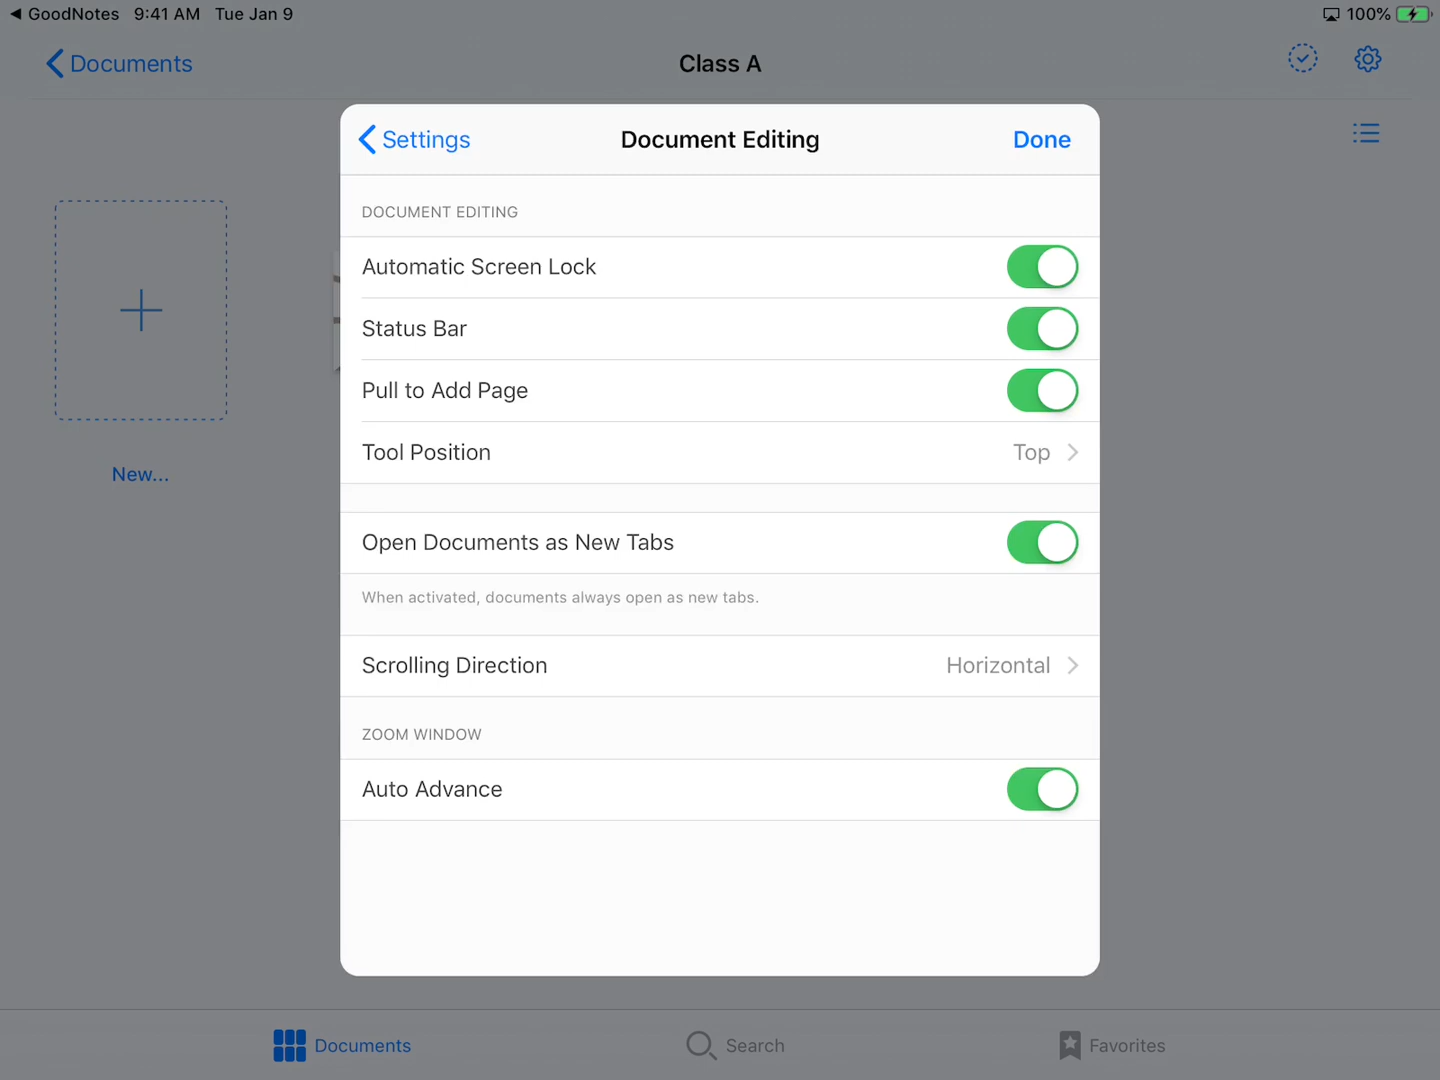 ◀ GoodNotes 9:41 AM Tue Jan 9 100%
Documents Class A
Settings Document Editing Done
DOCUMENT EDITING
Automatic Screen Lock
Status Bar
Pull to Add Page
Tool Position Top
Open Documents as New Tabs
When activated, documents always open as new tabs.
Scrolling Direction Horizontal
ZOOM WINDOW
Auto Advance
New...
Documents Search Favorites